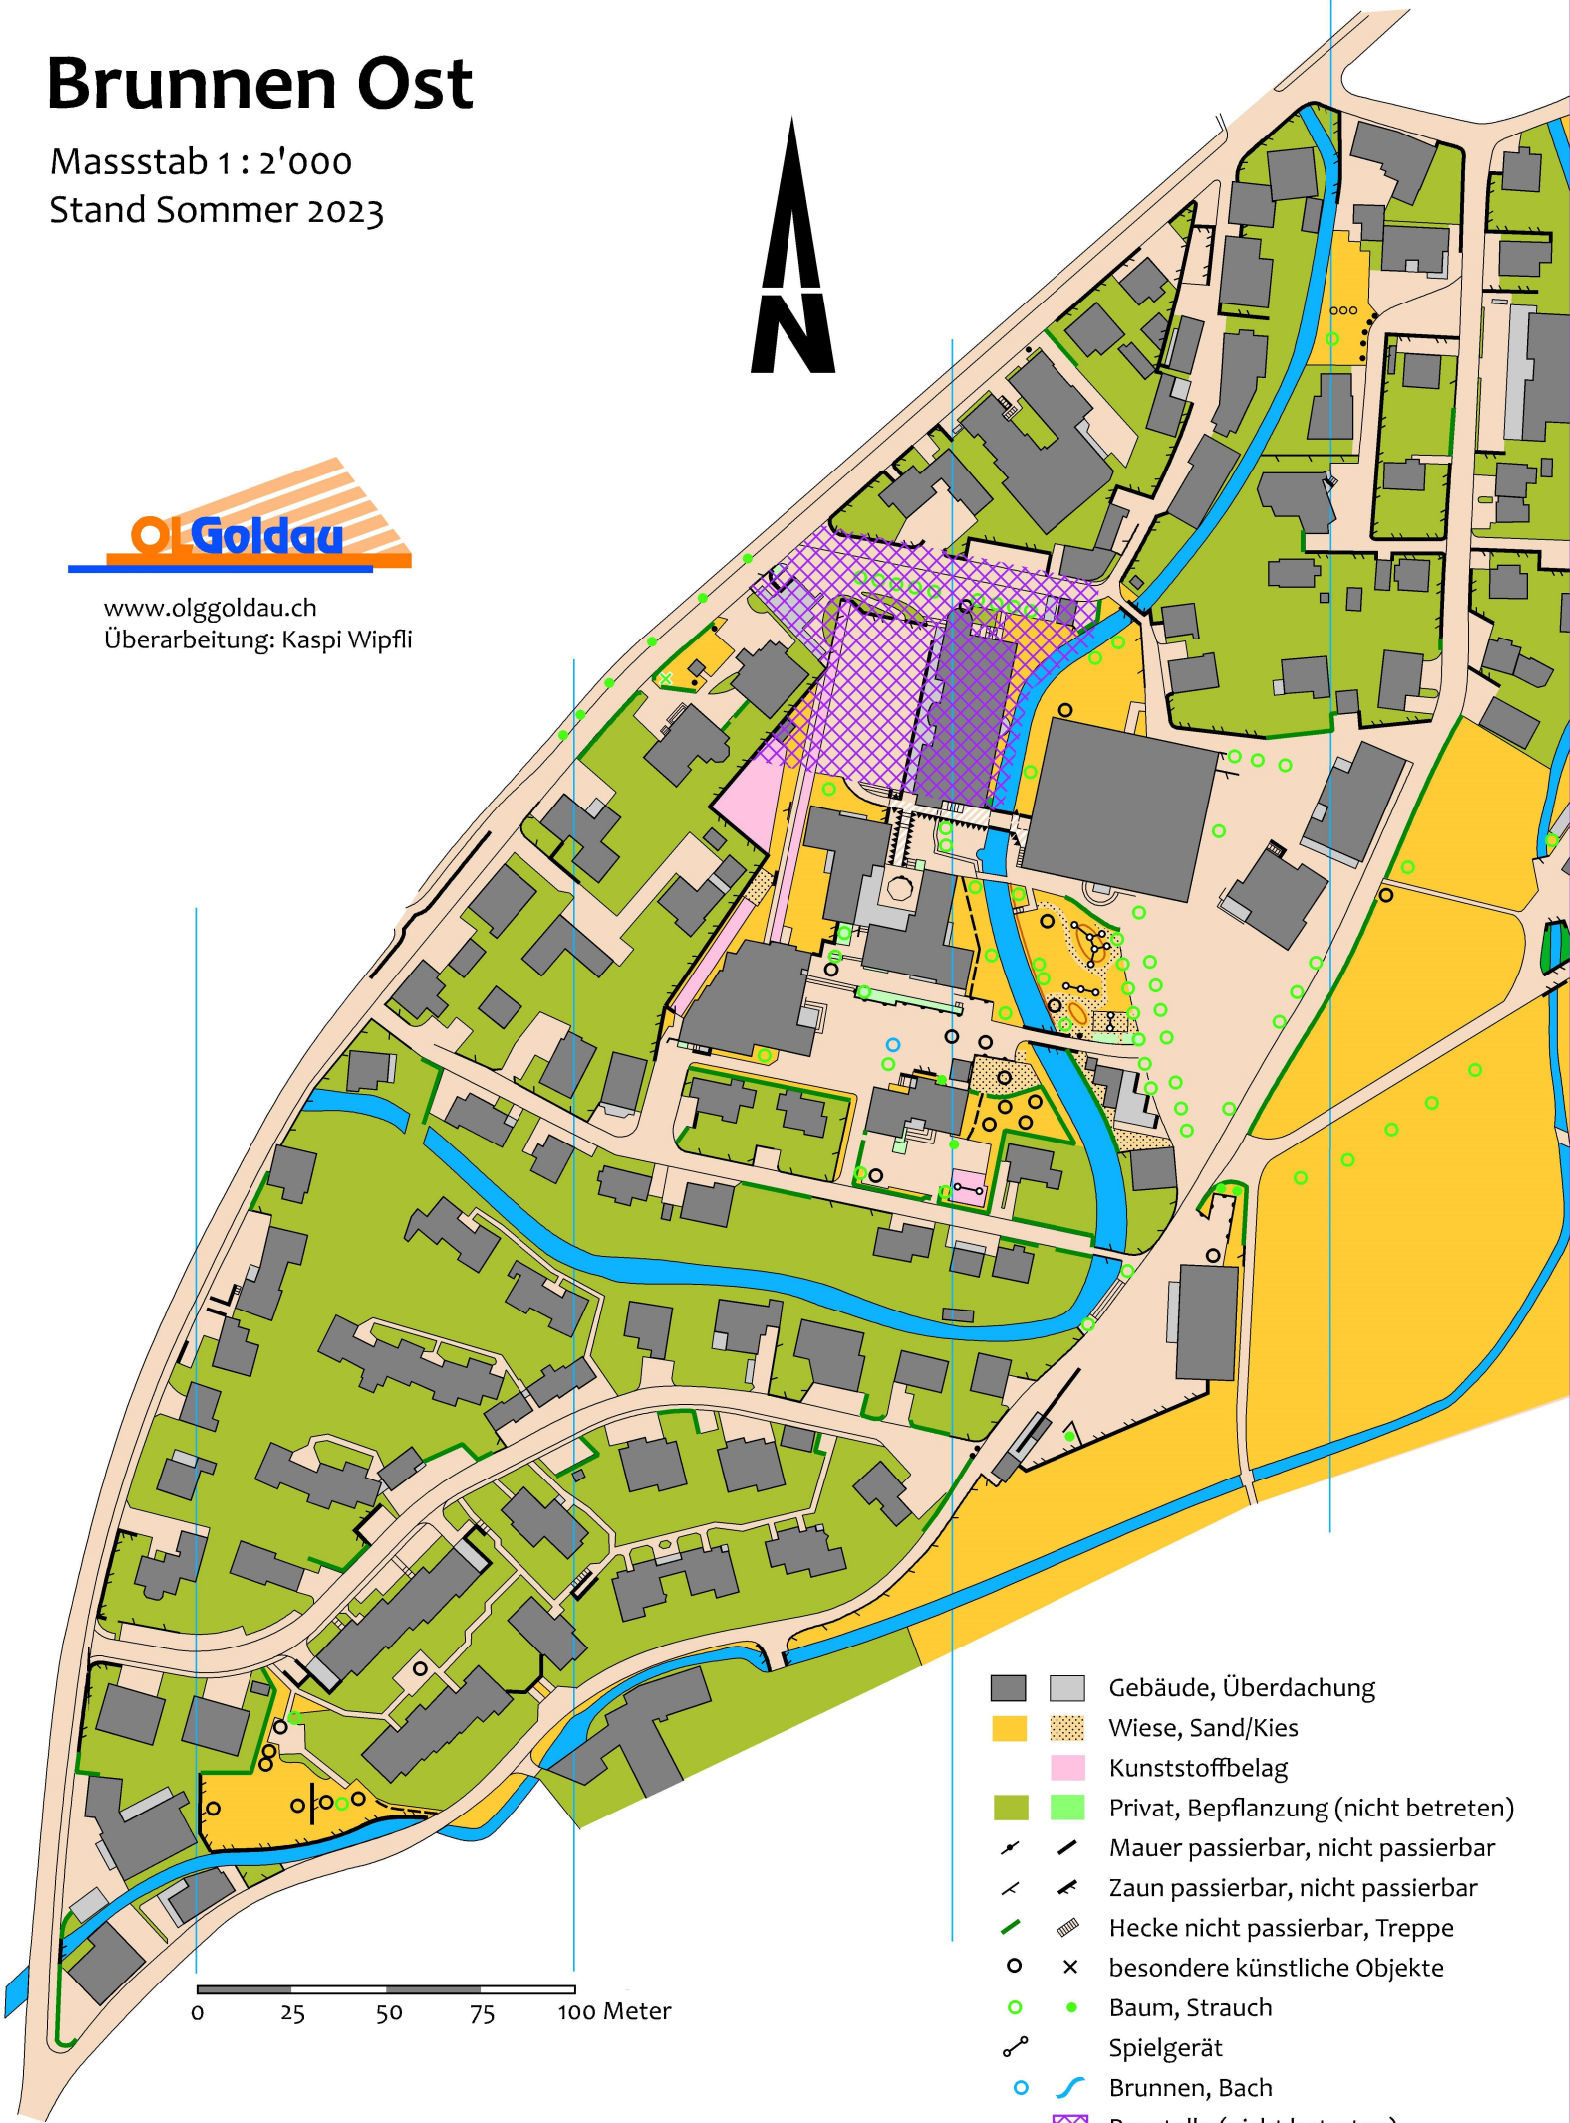 Brunnen Ost
Massstab 1 : 2'000
Stand Sommer 2023
N
OLGoldau
www.olggoldau.ch
Überarbeitung: Kaspi Wipfli
Gebäude, Überdachung
Wiese, Sand/Kies
Kunststoffbelag
Privat, Bepflanzung (nicht betreten)
Mauer passierbar, nicht passierbar
Zaun passierbar, nicht passierbar
Hecke nicht passierbar, Treppe
besondere künstliche Objekte
Baum, Strauch
Spielgerät
Brunnen, Bach
0 25 50 75 100 Meter